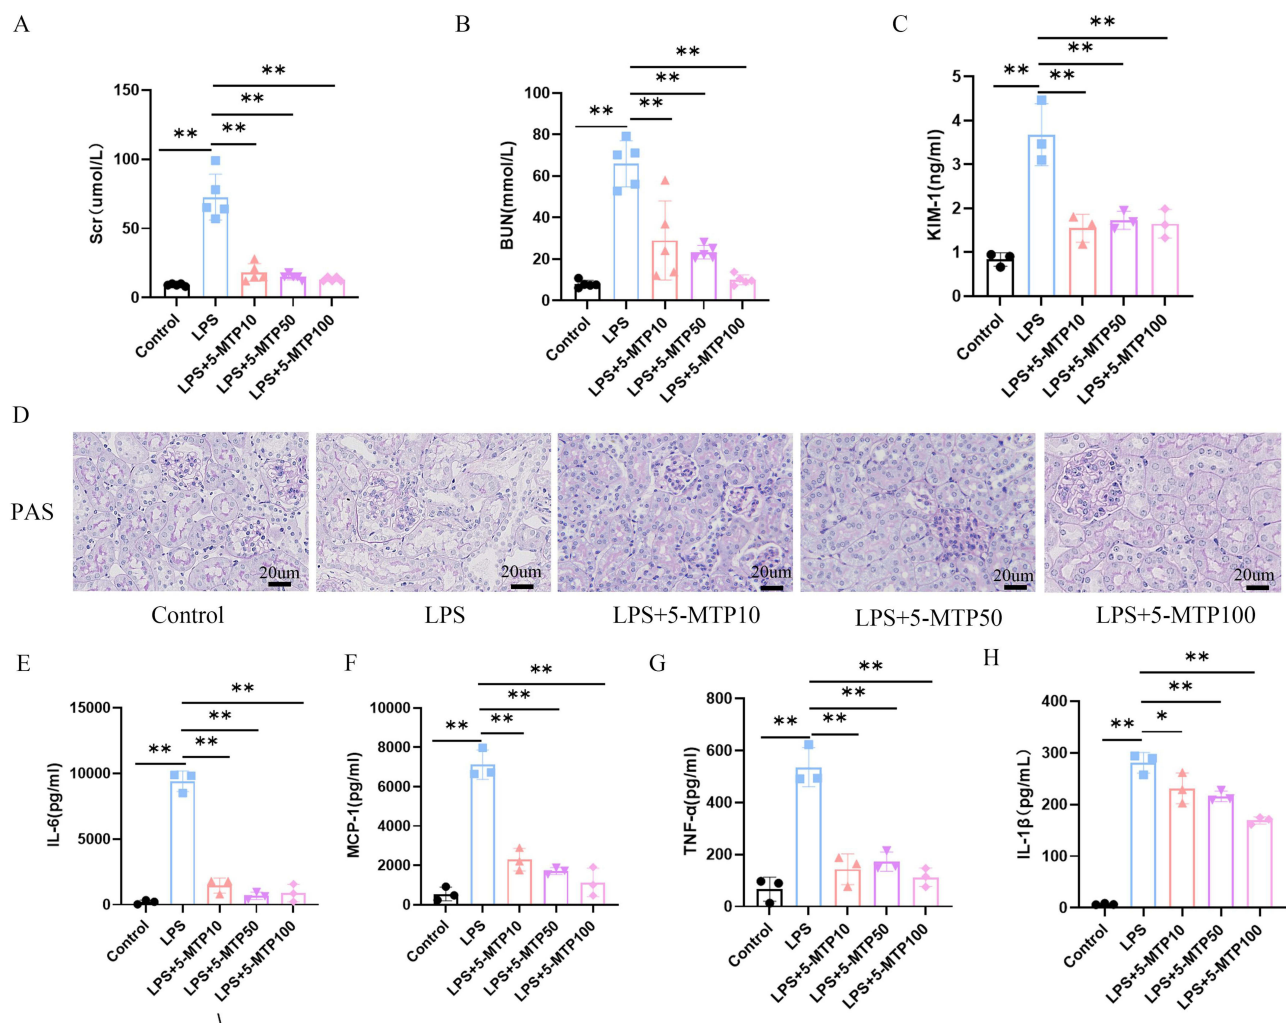 A
B
C
**
**
**
**
150
100
50
0
Scr(umol/L)
Control
LPS
LPS+5-MTP10
LPS+5-MTP50
LPS+5-MTP100
**
**
**
**
100
80
60
40
20
0
BUN(mmol/L)
Control
LPS
LPS+5-MTP10
LPS+5-MTP50
LPS+5-MTP100
**
**
**
**
5
4
3
2
1
0
KIM-1(ng/ml)
Control
LPS
LPS+5-MTP10
LPS+5-MTP50
LPS+5-MTP100
D
PAS
20um
20um
20um
20um
20um
Control
LPS
LPS+5-MTP10
LPS+5-MTP50
LPS+5-MTP100
E
F
G
H
**
**
**
**
15000
10000
5000
0
IL-6(pg/ml)
Control
LPS
LPS+5-MTP10
LPS+5-MTP50
LPS+5-MTP100
\
**
**
**
**
10000
8000
6000
4000
2000
0
MCP-1(pg/ml)
Control
LPS
LPS+5-MTP10
LPS+5-MTP50
LPS+5-MTP100
**
**
**
**
800
600
400
200
0
TNF-α(pg/ml)
Control
LPS
LPS+5-MTP10
LPS+5-MTP50
LPS+5-MTP100
**
**
**
*
400
300
200
100
0
IL-1β(pg/mL)
Control
LPS
LPS+5-MTP10
LPS+5-MTP50
LPS+5-MTP100